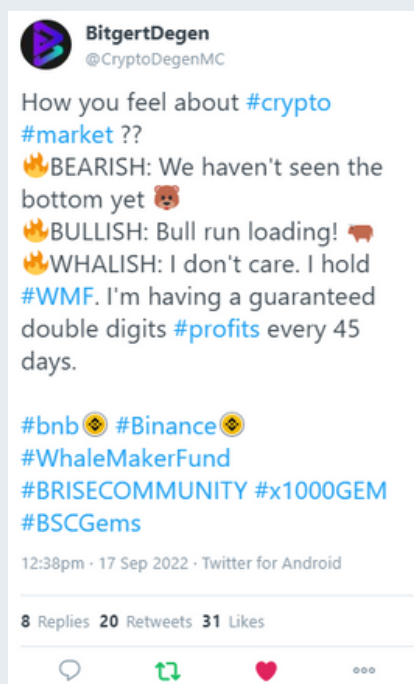 BitgertDegen
@CryptoDegenMC
How you feel about #crypto
#market ??
🔥BEARISH: We haven't seen the
bottom yet 🐻
🔥BULLISH: Bull run loading! 🐂
🔥WHALISH: I don't care. I hold
#WMF. I'm having a guaranteed
double digits #profits every 45
days.
#bnb #Binance
#WhaleMakerFund
#BRISECOMMUNITY #x1000GEM
#BSCGems
12:38pm · 17 Sep 2022 · Twitter for Android
8 Replies 20 Retweets 31 Likes